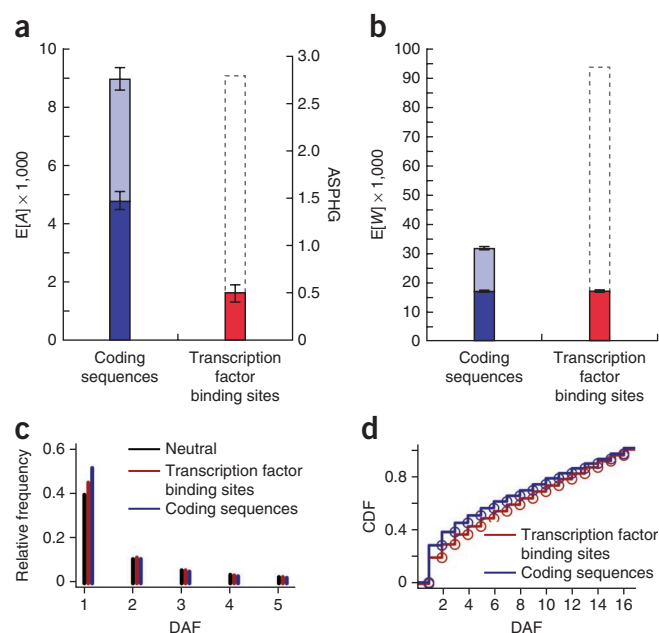 a
E[A] × 1,000
10
8
6
4
2
0
3.0
2.5
2.0
1.5
1.0
0.5
0
ASPHG
Coding
sequences
Transcription
factor
binding sites
b
E[W] × 1,000
100
90
80
70
60
50
40
30
20
10
0
Coding
sequences
Transcription
factor
binding sites
c
Relative frequency
0.6
0.4
0.2
0
Neutral
Transcription factor
binding sites
Coding sequences
1 2 3 4 5
DAF
d
CDF
0.8
0.4
0
Transcription factor
binding sites
Coding sequences
2 4 6 8 10 12 14 16
DAF